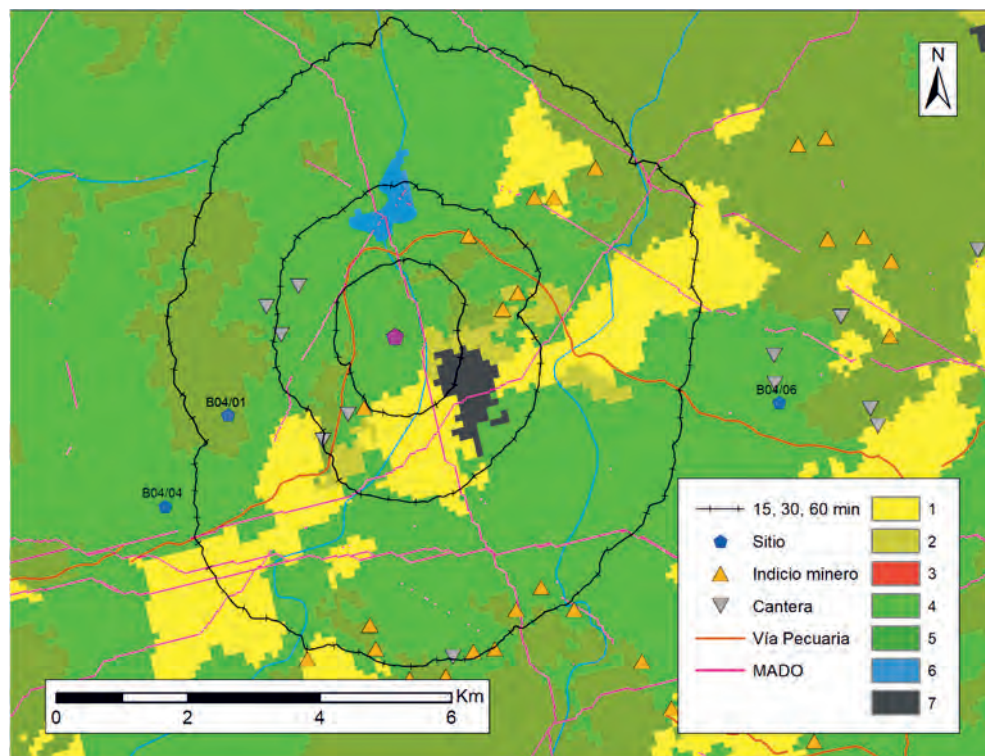 N
B04/01
B04/06
B04/04
15, 30, 60 min
Sitio
Indicio minero
Cantera
Vía Pecuaria
MADO
1
2
3
4
5
6
7
Km
0 2 4 6